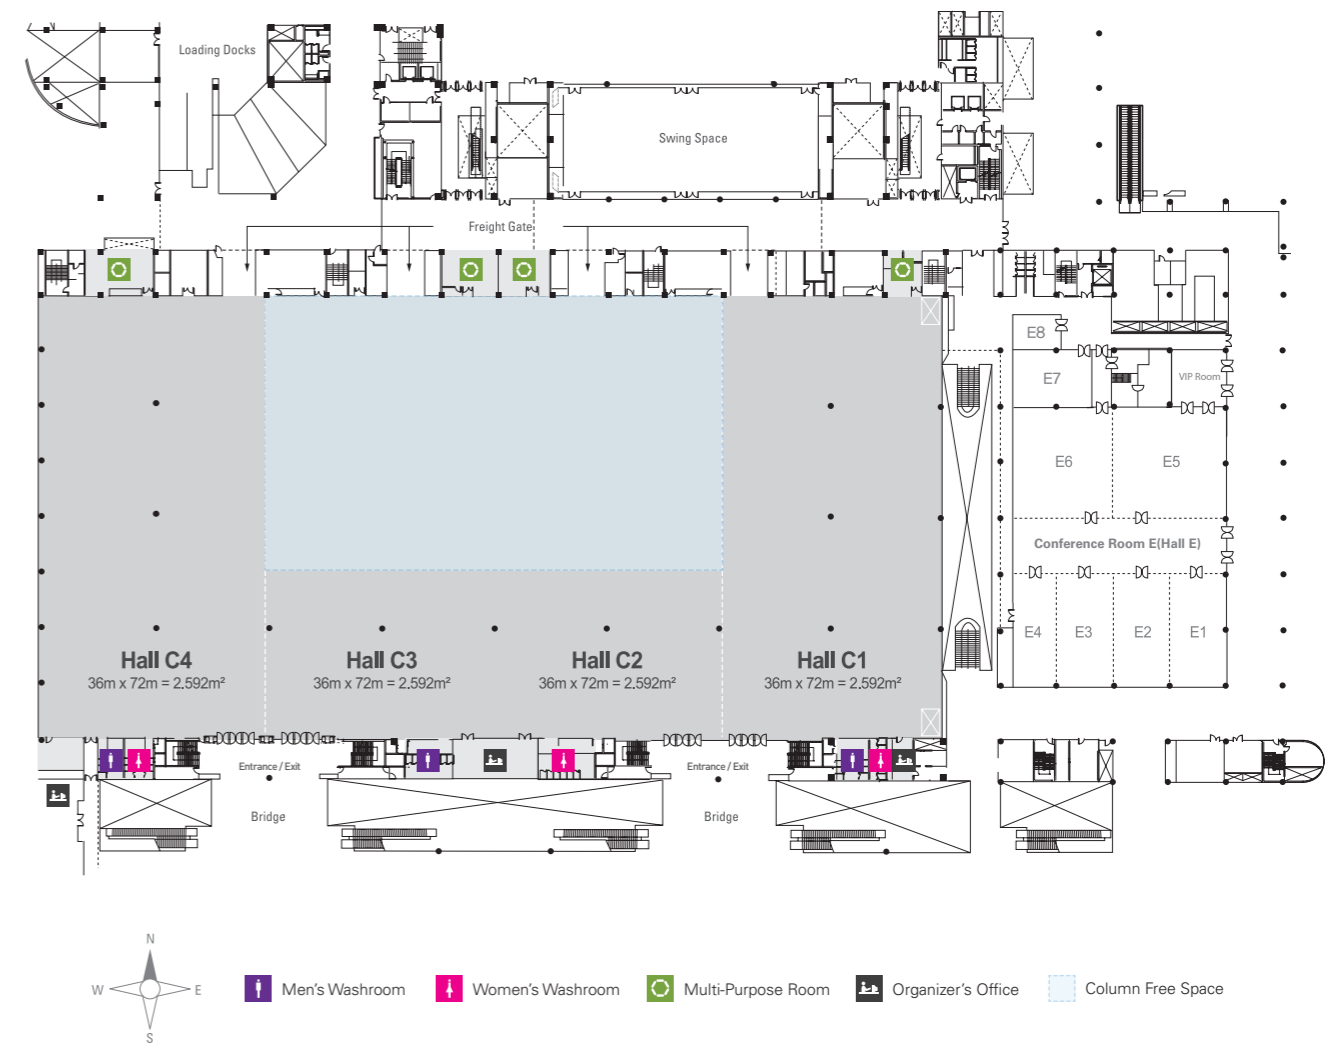 Loading Docks
Swing Space
Freight Gate
E8
E7
VIP Room
E6
E5
Conference Room E(Hall E)
E4
E3
E2
E1
Hall C4
36m x 72m = 2,592m²
Hall C3
36m x 72m = 2,592m²
Hall C2
36m x 72m = 2,592m²
Hall C1
36m x 72m = 2,592m²
Entrance / Exit
Entrance / Exit
Bridge
Bridge
N
W
E
S
Men's Washroom
Women's Washroom
Multi-Purpose Room
Organizer's Office
Column Free Space